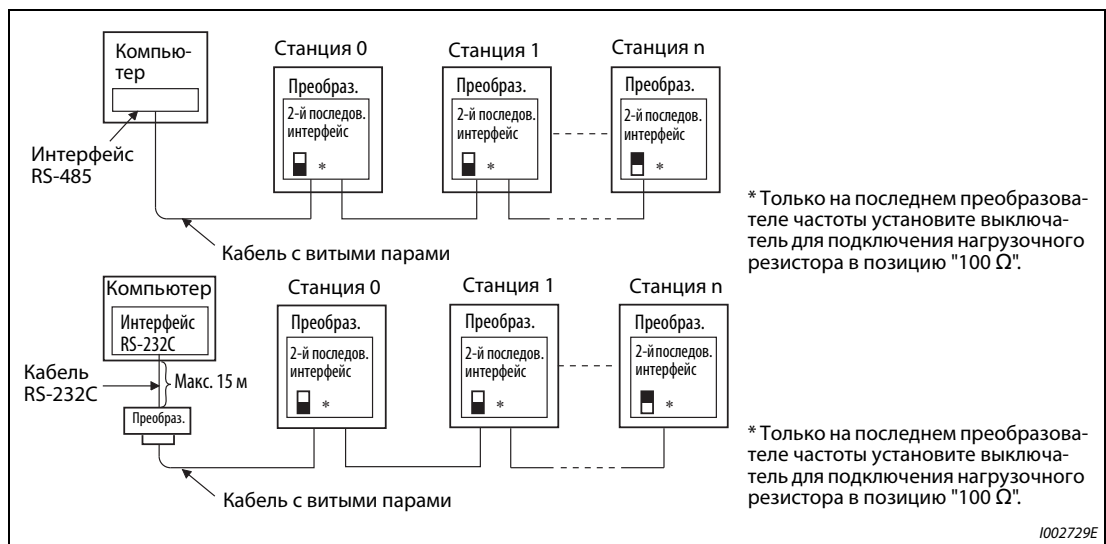 Компью-
тер
Станция 0
Станция 1
Станция n
Преобраз.
2-й последов.
интерфейс
*
Преобраз.
2-й последов.
интерфейс
*
Преобраз.
2-й последов.
интерфейс
*
Интерфейс
RS-485
Кабель с витыми парами
* Только на последнем преобразова-
теле частоты установите выключа-
тель для подключения нагрузочного
резистора в позицию "100 Ω".
Компьютер
Интерфейс
RS-232C
Станция 0
Станция 1
Станция n
Преобраз.
2-й последов.
интерфейс
*
Преобраз.
2-й последов.
интерфейс
*
Преобраз.
2-й последов.
интерфейс
*
Кабель
RS-232C
Макс. 15 м
Преобраз.
Кабель с витыми парами
* Только на последнем преобразова-
теле частоты установите выключа-
тель для подключения нагрузочного
резистора в позицию "100 Ω".
I002729E